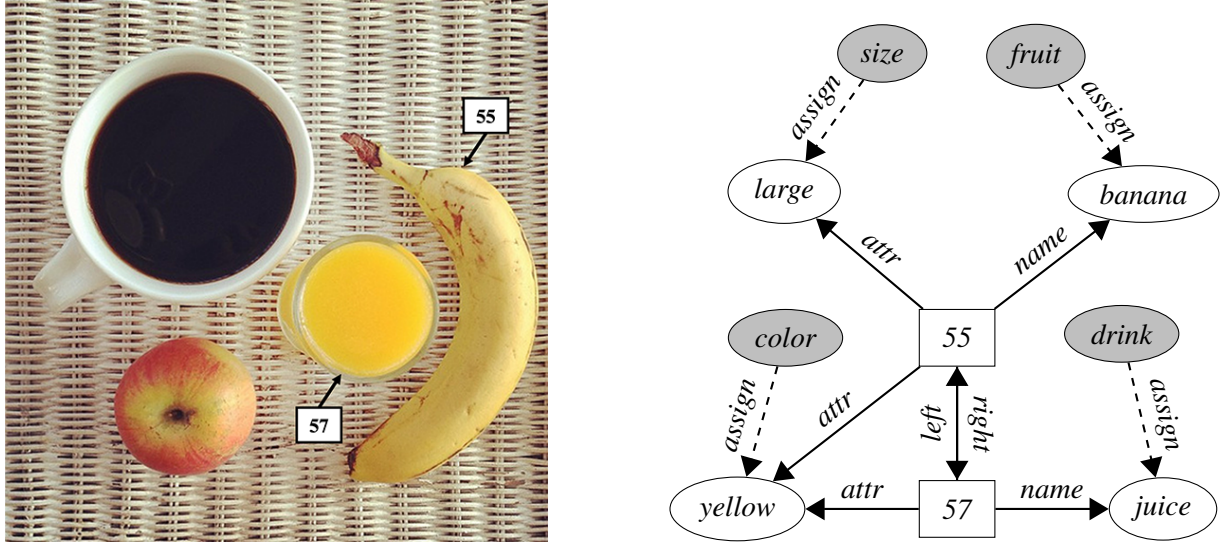 55
57
size
fruit
assign
assign
large
banana
attr
name
color
55
drink
assign
attr
left
right
assign
yellow
attr
57
name
juice